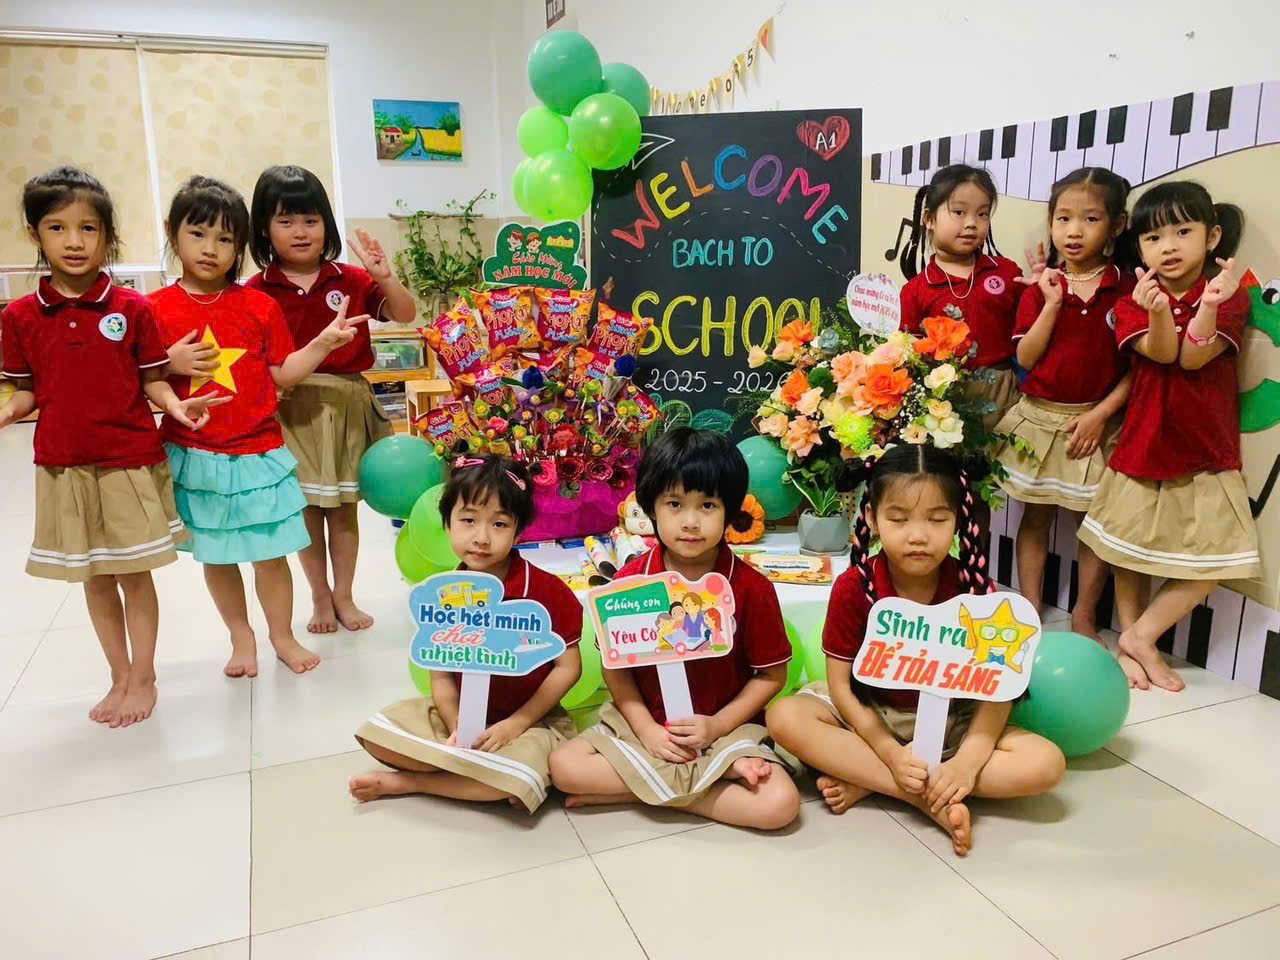 A1
WELCOME
BACH TO
SCHOOL
2025 - 2026
Chào Mừng
NĂM HỌC MỚI
Học hết mình
chơi
nhiệt tình
Chúng con
Yêu Cô
Sinh ra
ĐỂ TỎA SÁNG